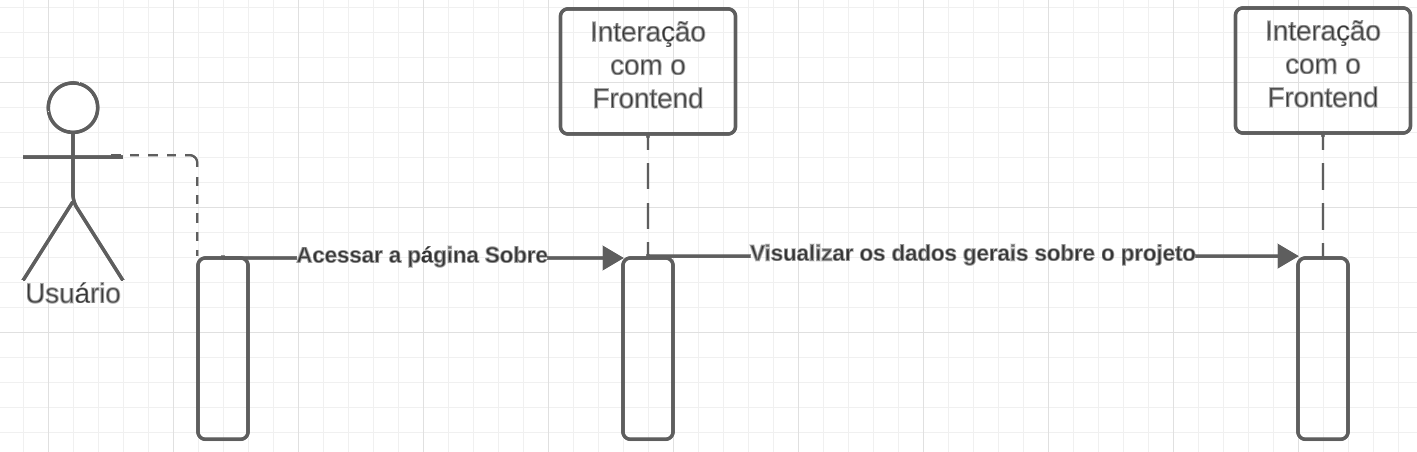 Interação
com o
Frontend
Interação
com o
Frontend
Acessar a página Sobre
Visualizar os dados gerais sobre o projeto
Usuário